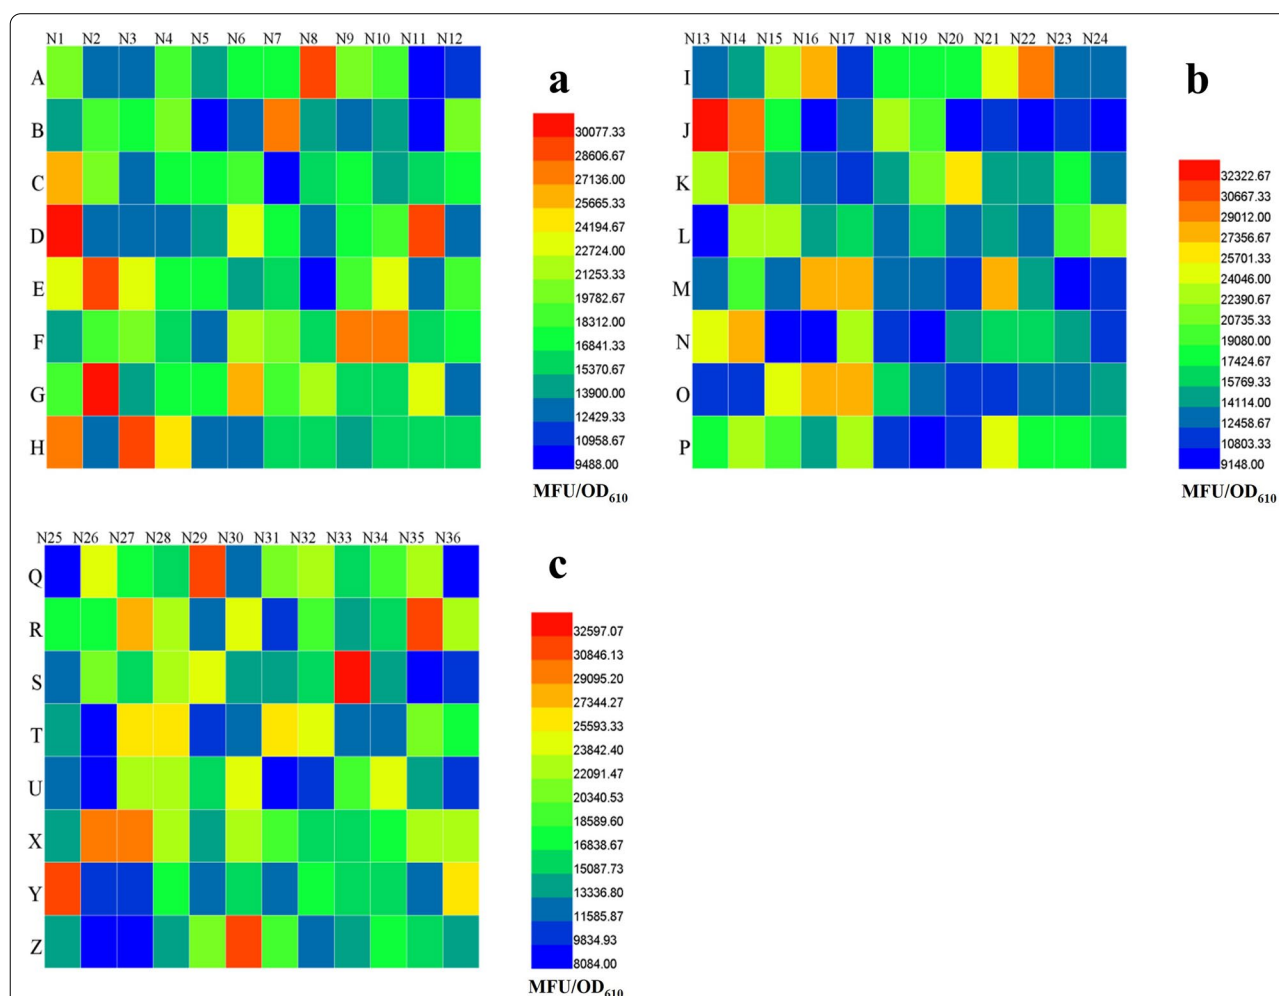 N1 N2 N3 N4 N5 N6 N7 N8 N9 N10 N11 N12
A
B
C
D
E
F
G
H
a
30077.33
28606.67
27136.00
25665.33
24194.67
22724.00
21253.33
19782.67
18312.00
16841.33
15370.67
13900.00
12429.33
10958.67
9488.00
MFU/OD610
N13 N14 N15 N16 N17 N18 N19 N20 N21 N22 N23 N24
I
J
K
L
M
N
O
P
b
32322.67
30667.33
29012.00
27356.67
25701.33
24046.00
22390.67
20735.33
19080.00
17424.67
15769.33
14114.00
12458.67
10803.33
9148.00
MFU/OD610
N25 N26 N27 N28 N29 N30 N31 N32 N33 N34 N35 N36
Q
R
S
T
U
X
Y
Z
c
32597.07
30846.13
29095.20
27344.27
25593.33
23842.40
22091.47
20340.53
18589.60
16838.67
15087.73
13336.80
11585.87
9834.93
8084.00
MFU/OD610